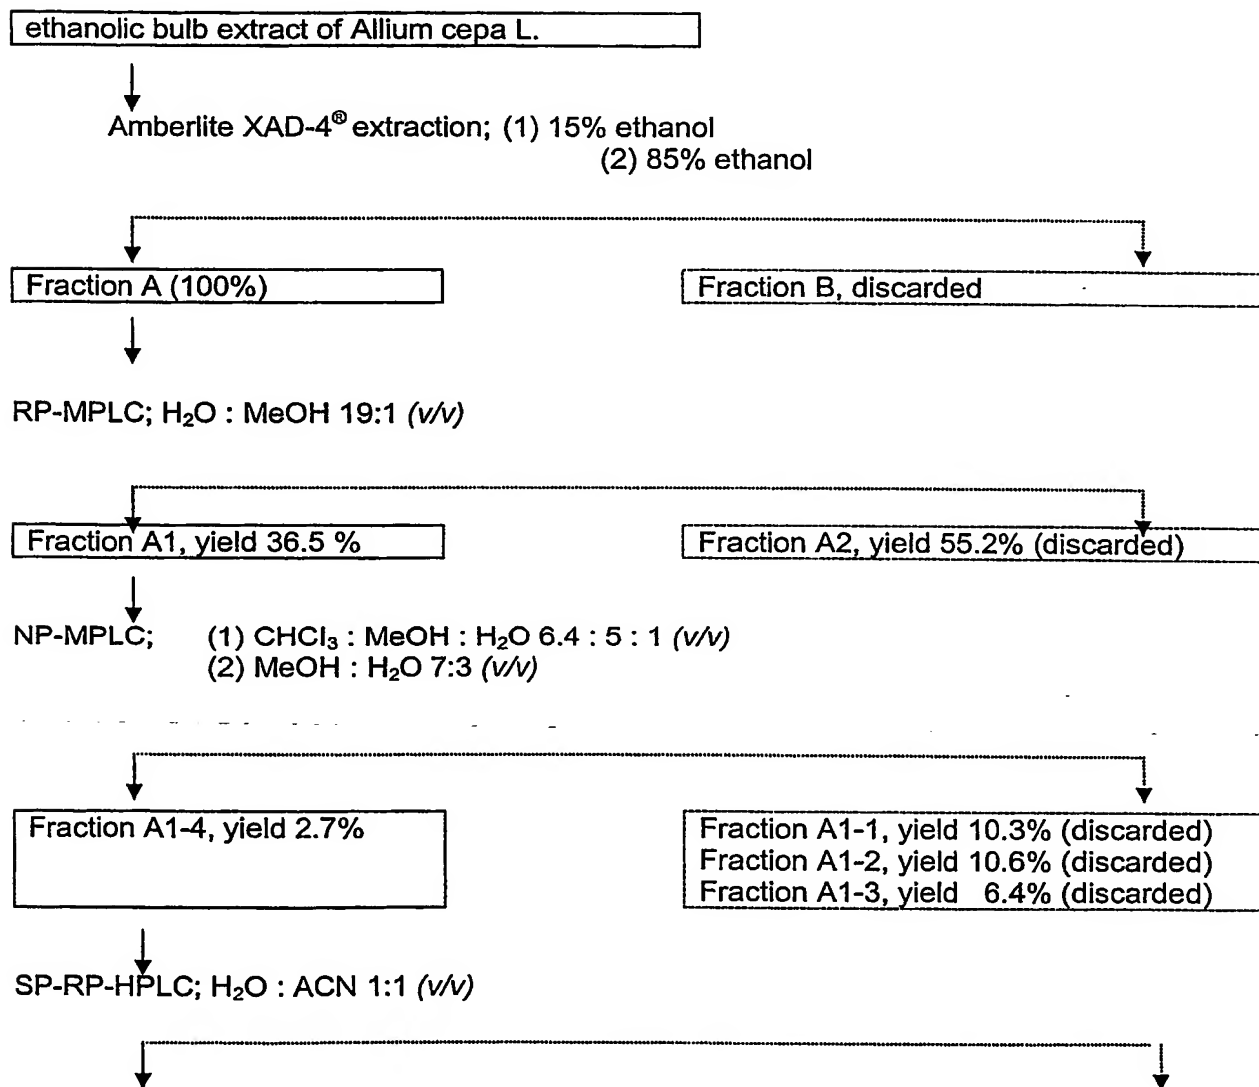 ethanolic bulb extract of Allium cepa L.
Amberlite XAD-4® extraction; (1) 15% ethanol
(2) 85% ethanol
Fraction A (100%)
Fraction B, discarded
RP-MPLC; H₂O : MeOH 19:1 (v/v)
Fraction A1, yield 36.5 %
Fraction A2, yield 55.2% (discarded)
NP-MPLC; (1) CHCl₃ : MeOH : H₂O 6.4 : 5 : 1 (v/v)
(2) MeOH : H₂O 7:3 (v/v)
Fraction A1-4, yield 2.7%
Fraction A1-1, yield 10.3% (discarded)
Fraction A1-2, yield 10.6% (discarded)
Fraction A1-3, yield 6.4% (discarded)
SP-RP-HPLC; H₂O : ACN 1:1 (v/v)